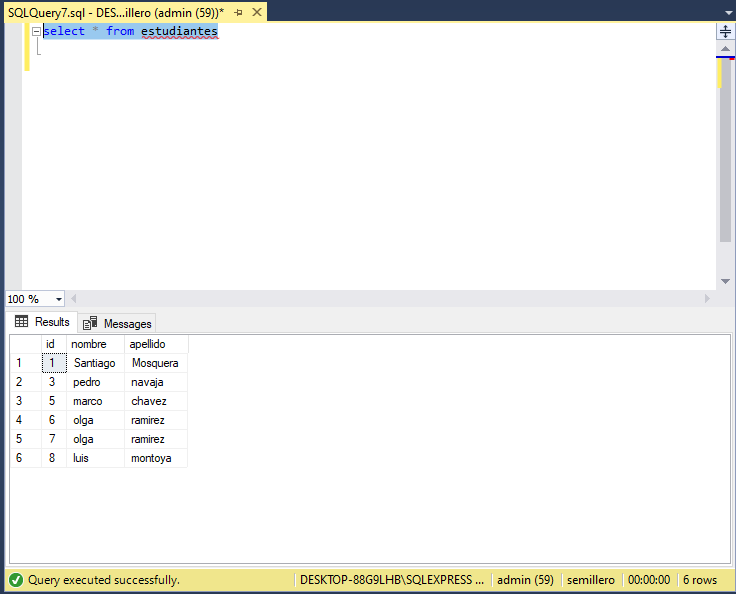 SQLQuery7.sql - DES...illero (admin (59))*
select * from estudiantes
100 %
Results Messages
id nombre apellido
1 1 Santiago Mosquera
2 3 pedro navaja
3 5 marco chavez
4 6 olga ramirez
5 7 olga ramirez
6 8 luis montoya
Query executed successfully. DESKTOP-88G9LHB\SQLEXPRESS ... admin (59) semillero 00:00:00 6 rows